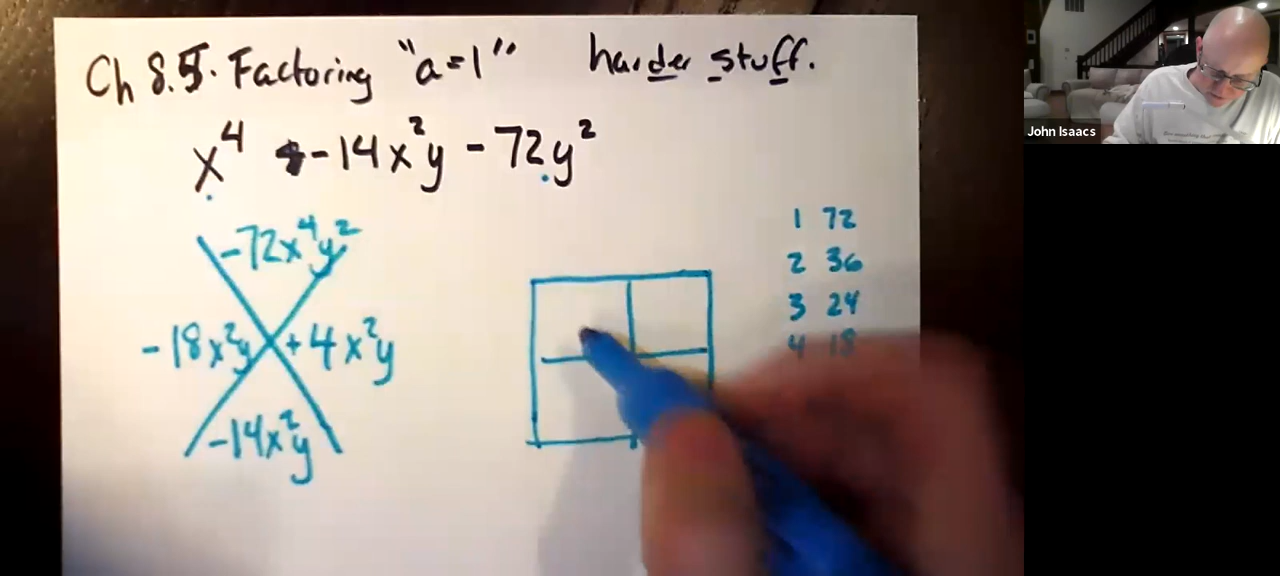 Ch 8.5. Factoring "a=1" harder stuff.
x⁴ - 14x²y - 72y²
-72x⁴y²
-18x²y +4x²y
-14x²y
1 72
2 36
3 24
4 18
John Isaacs